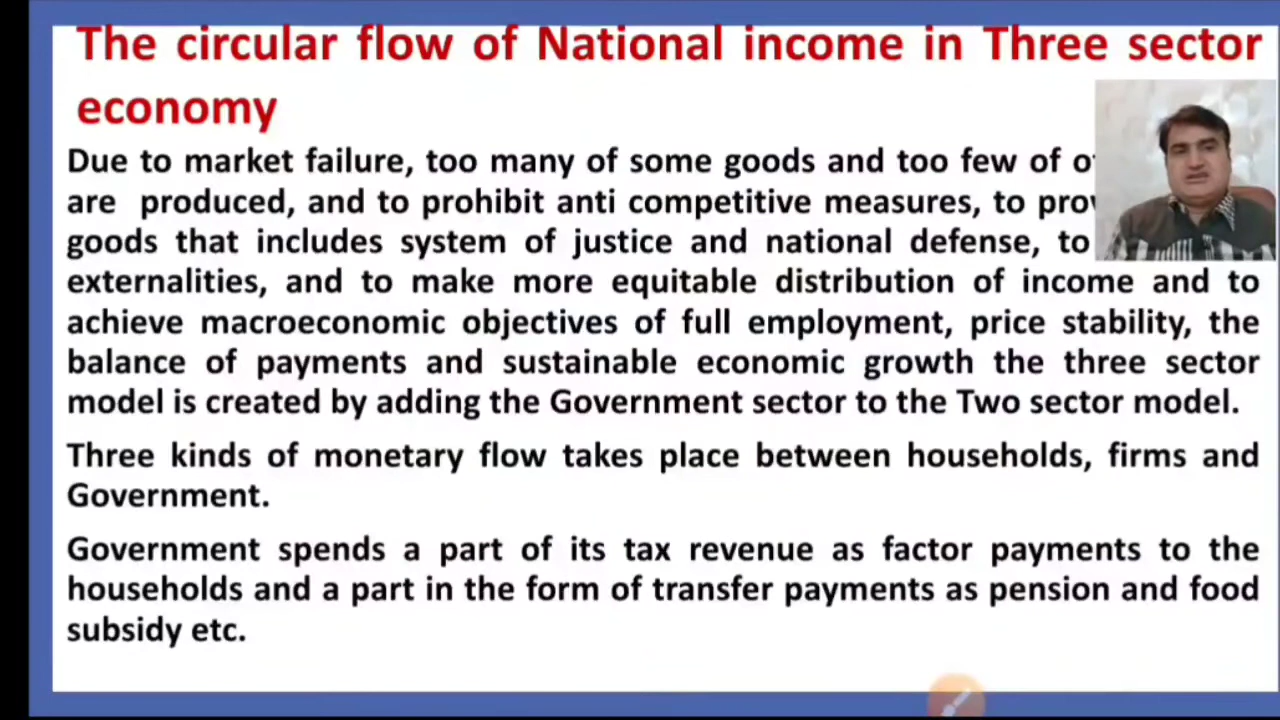 The circular flow of National income in Three sector
economy
Due to market failure, too many of some goods and too few of
are produced, and to prohibit anti competitive measures, to
goods that includes system of justice and national defense, to
externalities, and to make more equitable distribution of income and to
achieve macroeconomic objectives of full employment, price stability, the
balance of payments and sustainable economic growth the three sector
model is created by adding the Government sector to the Two sector model.
Three kinds of monetary flow takes place between households, firms and
Government.
Government spends a part of its tax revenue as factor payments to the
households and a part in the form of transfer payments as pension and food
subsidy etc.